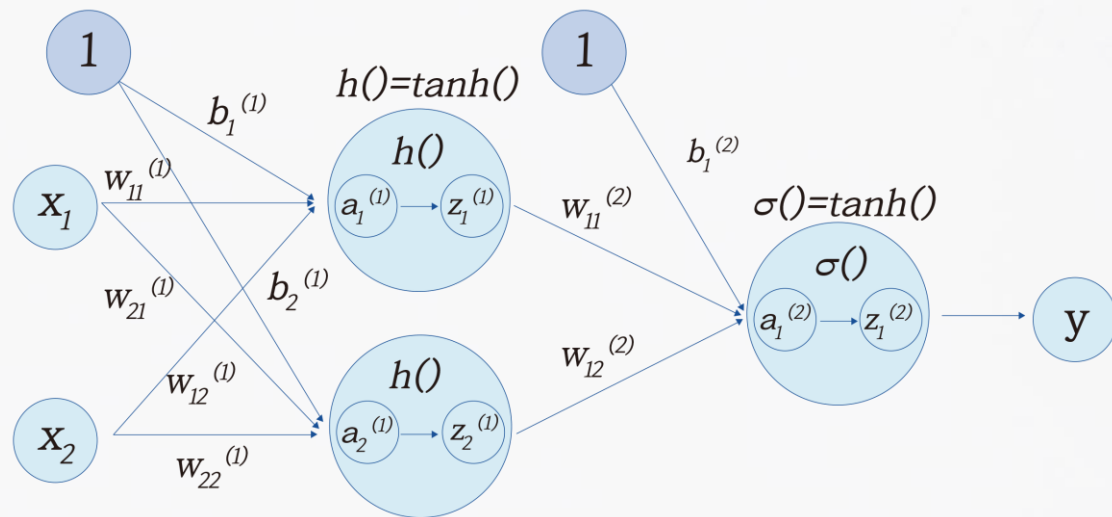 1
1
h()=tanh()
b₁⁽¹⁾
h()
b₁⁽²⁾
w₁₁⁽¹⁾
x₁
a₁⁽¹⁾
z₁⁽¹⁾
w₁₁⁽²⁾
σ()=tanh()
σ()
w₂₁⁽¹⁾
b₂⁽¹⁾
a₁⁽²⁾
z₁⁽²⁾
y
w₁₂⁽²⁾
h()
w₁₂⁽¹⁾
x₂
a₂⁽¹⁾
z₂⁽¹⁾
w₂₂⁽¹⁾